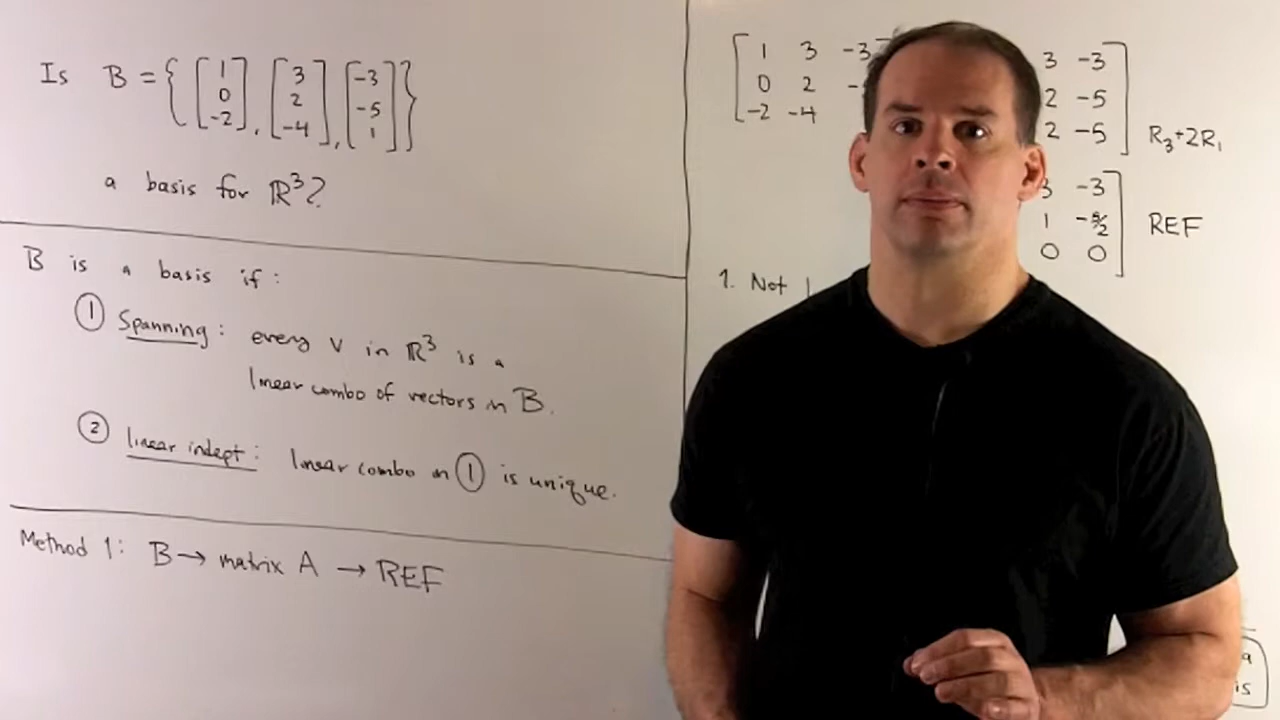 Is B = { [1 0 -2], [3 2 -4], [-3 -5 1] }
a basis for ℝ³?
B is a basis if:
① Spanning: every v in ℝ³ is a
linear combo of vectors in B.
② linear indept: linear combo in ① is unique.
Method 1: B → matrix A → REF
1 3 -3
0 2 -
-2 -4
3 -3
2 -5
2 -5 R₃+2R₁
3 -3
1 -5/2 REF
0 0
1. Not
a
is